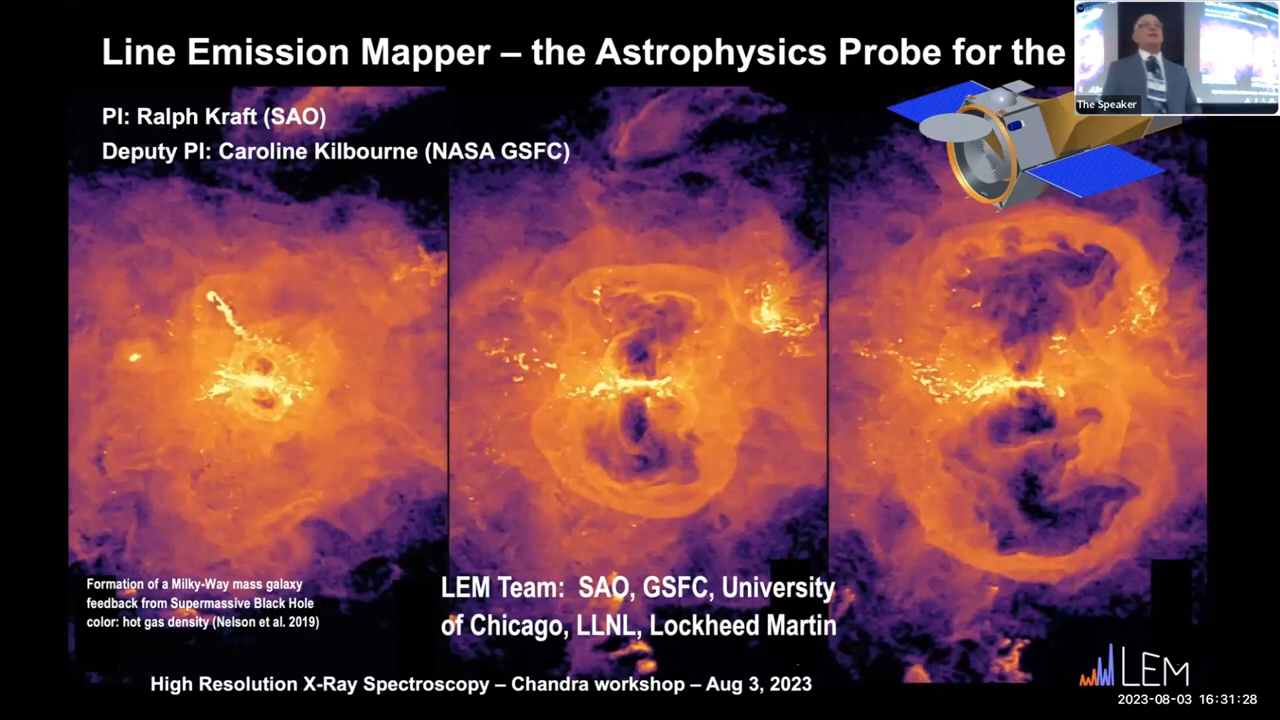 Line Emission Mapper – the Astrophysics Probe for the
The Speaker
PI: Ralph Kraft (SAO)
Deputy PI: Caroline Kilbourne (NASA GSFC)
Formation of a Milky-Way mass galaxy
feedback from Supermassive Black Hole
color: hot gas density (Nelson et al. 2019)
LEM Team: SAO, GSFC, University
of Chicago, LLNL, Lockheed Martin
High Resolution X-Ray Spectroscopy – Chandra workshop – Aug 3, 2023
LEM
2023-08-03 16:31:28